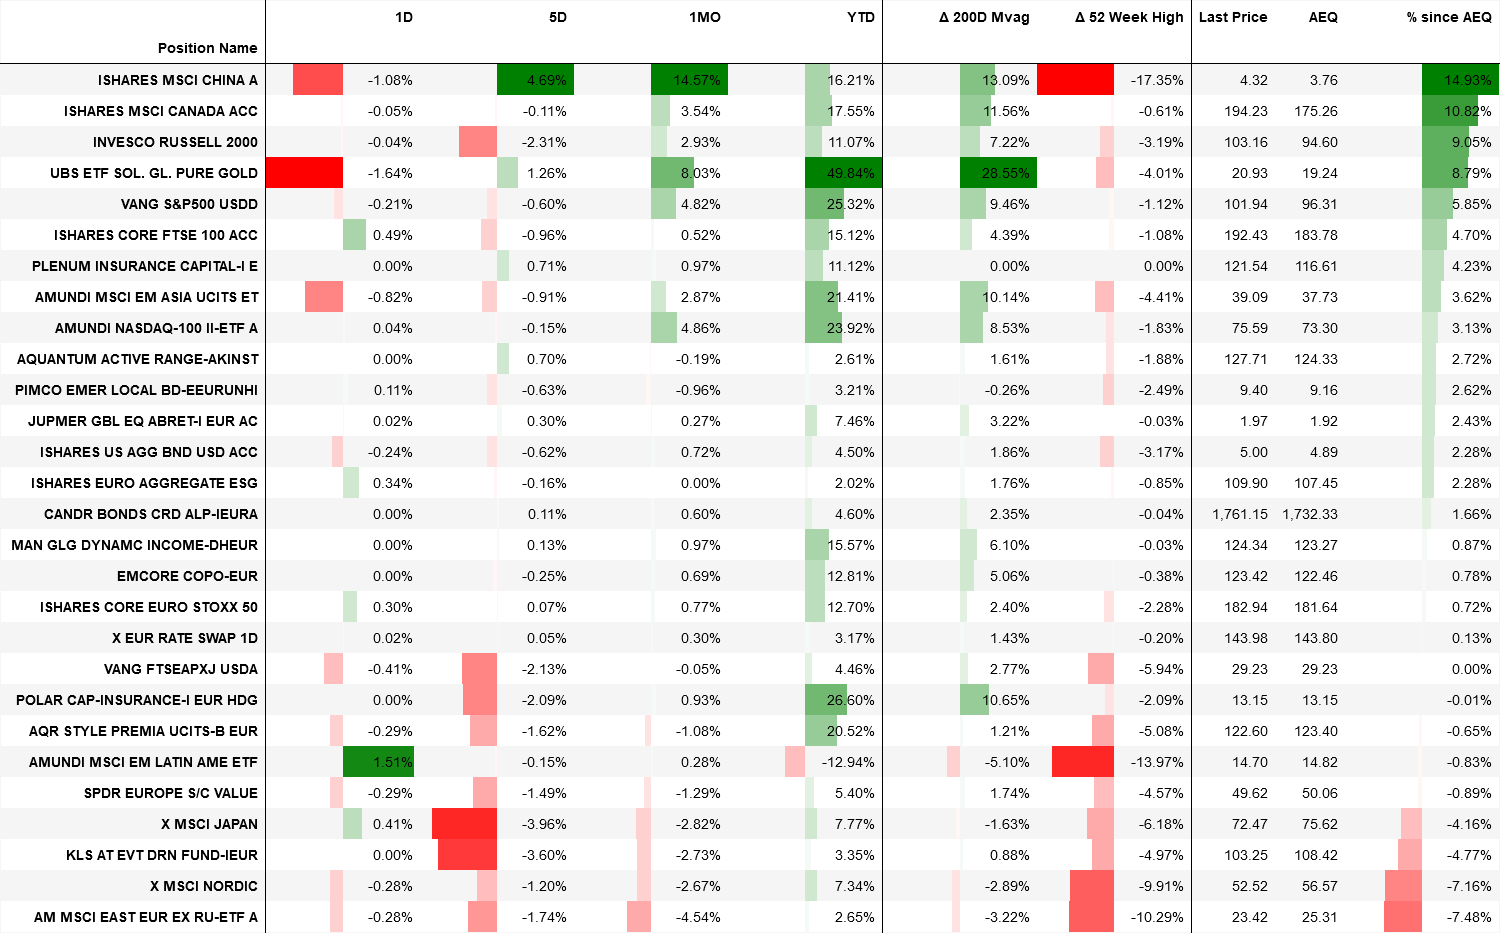 1D 5D 1MO YTD Δ 200D Mvag Δ 52 Week High Last Price AEQ % since AEQ
Position Name
ISHARES MSCI CHINA A -1.08% 4.69% 14.57% 16.21% 13.09% -17.35% 4.32 3.76 14.93%
ISHARES MSCI CANADA ACC -0.05% -0.11% 3.54% 17.55% 11.56% -0.61% 194.23 175.26 10.82%
INVESCO RUSSELL 2000 -0.04% -2.31% 2.93% 11.07% 7.22% -3.19% 103.16 94.60 9.05%
UBS ETF SOL. GL. PURE GOLD -1.64% 1.26% 8.03% 49.84% 28.55% -4.01% 20.93 19.24 8.79%
VANG S&P500 USDD -0.21% -0.60% 4.82% 25.32% 9.46% -1.12% 101.94 96.31 5.85%
ISHARES CORE FTSE 100 ACC 0.49% -0.96% 0.52% 15.12% 4.39% -1.08% 192.43 183.78 4.70%
PLENUM INSURANCE CAPITAL-I E 0.00% 0.71% 0.97% 11.12% 0.00% 0.00% 121.54 116.61 4.23%
AMUNDI MSCI EM ASIA UCITS ET -0.82% -0.91% 2.87% 21.41% 10.14% -4.41% 39.09 37.73 3.62%
AMUNDI NASDAQ-100 II-ETF A 0.04% -0.15% 4.86% 23.92% 8.53% -1.83% 75.59 73.30 3.13%
AQUANTUM ACTIVE RANGE-AKINST 0.00% 0.70% -0.19% 2.61% 1.61% -1.88% 127.71 124.33 2.72%
PIMCO EMER LOCAL BD-EEURUNHI 0.11% -0.63% -0.96% 3.21% -0.26% -2.49% 9.40 9.16 2.62%
JUPMER GBL EQ ABRET-I EUR AC 0.02% 0.30% 0.27% 7.46% 3.22% -0.03% 1.97 1.92 2.43%
ISHARES US AGG BND USD ACC -0.24% -0.62% 0.72% 4.50% 1.86% -3.17% 5.00 4.89 2.28%
ISHARES EURO AGGREGATE ESG 0.34% -0.16% 0.00% 2.02% 1.76% -0.85% 109.90 107.45 2.28%
CANDR BONDS CRD ALP-IEURA 0.00% 0.11% 0.60% 4.60% 2.35% -0.04% 1,761.15 1,732.33 1.66%
MAN GLG DYNAMC INCOME-DHEUR 0.00% 0.13% 0.97% 15.57% 6.10% -0.03% 124.34 123.27 0.87%
EMCORE COPO-EUR 0.00% -0.25% 0.69% 12.81% 5.06% -0.38% 123.42 122.46 0.78%
ISHARES CORE EURO STOXX 50 0.30% 0.07% 0.77% 12.70% 2.40% -2.28% 182.94 181.64 0.72%
X EUR RATE SWAP 1D 0.02% 0.05% 0.30% 3.17% 1.43% -0.20% 143.98 143.80 0.13%
VANG FTSEAPXJ USDA -0.41% -2.13% -0.05% 4.46% 2.77% -5.94% 29.23 29.23 0.00%
POLAR CAP-INSURANCE-I EUR HDG 0.00% -2.09% 0.93% 26.60% 10.65% -2.09% 13.15 13.15 -0.01%
AQR STYLE PREMIA UCITS-B EUR -0.29% -1.62% -1.08% 20.52% 1.21% -5.08% 122.60 123.40 -0.65%
AMUNDI MSCI EM LATIN AME ETF 1.51% -0.15% 0.28% -12.94% -5.10% -13.97% 14.70 14.82 -0.83%
SPDR EUROPE S/C VALUE -0.29% -1.49% -1.29% 5.40% 1.74% -4.57% 49.62 50.06 -0.89%
X MSCI JAPAN 0.41% -3.96% -2.82% 7.77% -1.63% -6.18% 72.47 75.62 -4.16%
KLS AT EVT DRN FUND-IEUR 0.00% -3.60% -2.73% 3.35% 0.88% -4.97% 103.25 108.42 -4.77%
X MSCI NORDIC -0.28% -1.20% -2.67% 7.34% -2.89% -9.91% 52.52 56.57 -7.16%
AM MSCI EAST EUR EX RU-ETF A -0.28% -1.74% -4.54% 2.65% -3.22% -10.29% 23.42 25.31 -7.48%